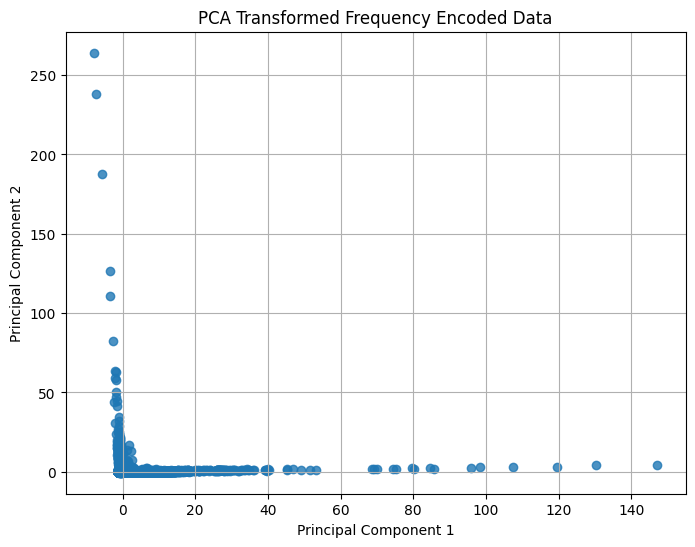 PCA Transformed Frequency Encoded Data
250
200
150
100
50
0
Principal Component 2
0 20 40 60 80 100 120 140
Principal Component 1